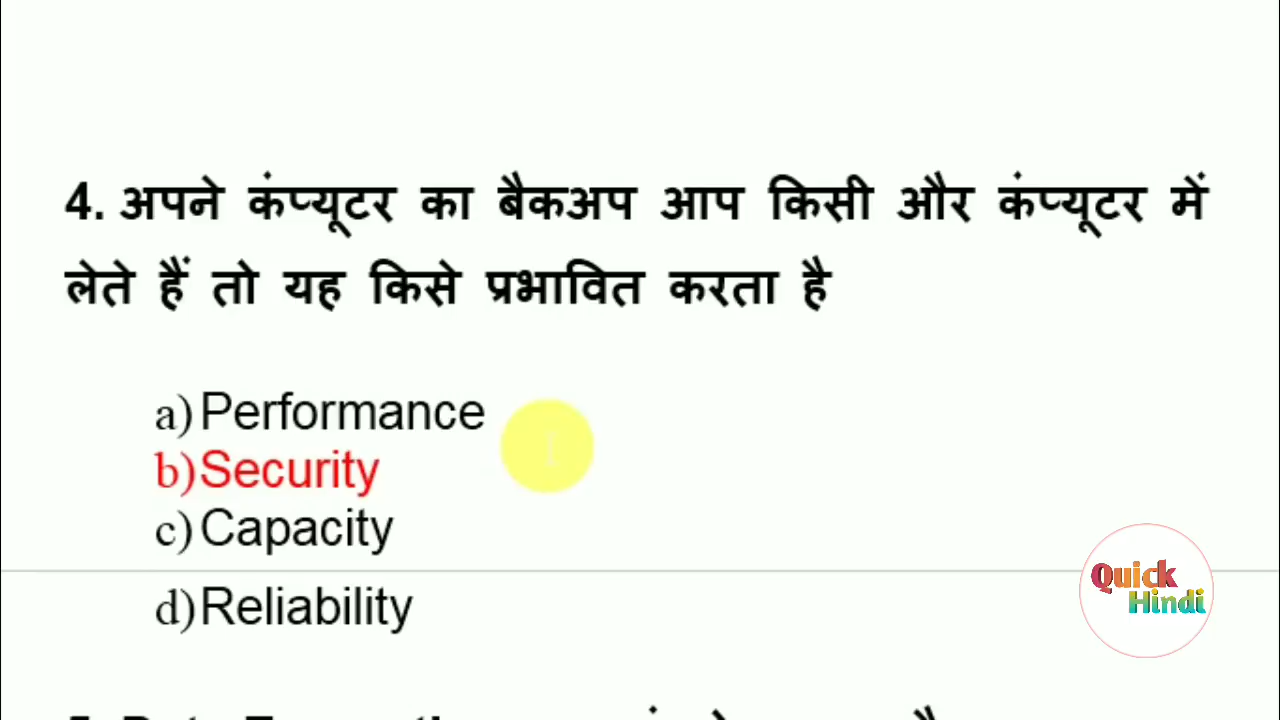 4. अपने कंप्यूटर का बैकअप आप किसी और कंप्यूटर में
लेते हैं तो यह किसे प्रभावित करता है
a) Performance
b) Security
c) Capacity
d) Reliability
Quick
Hindi